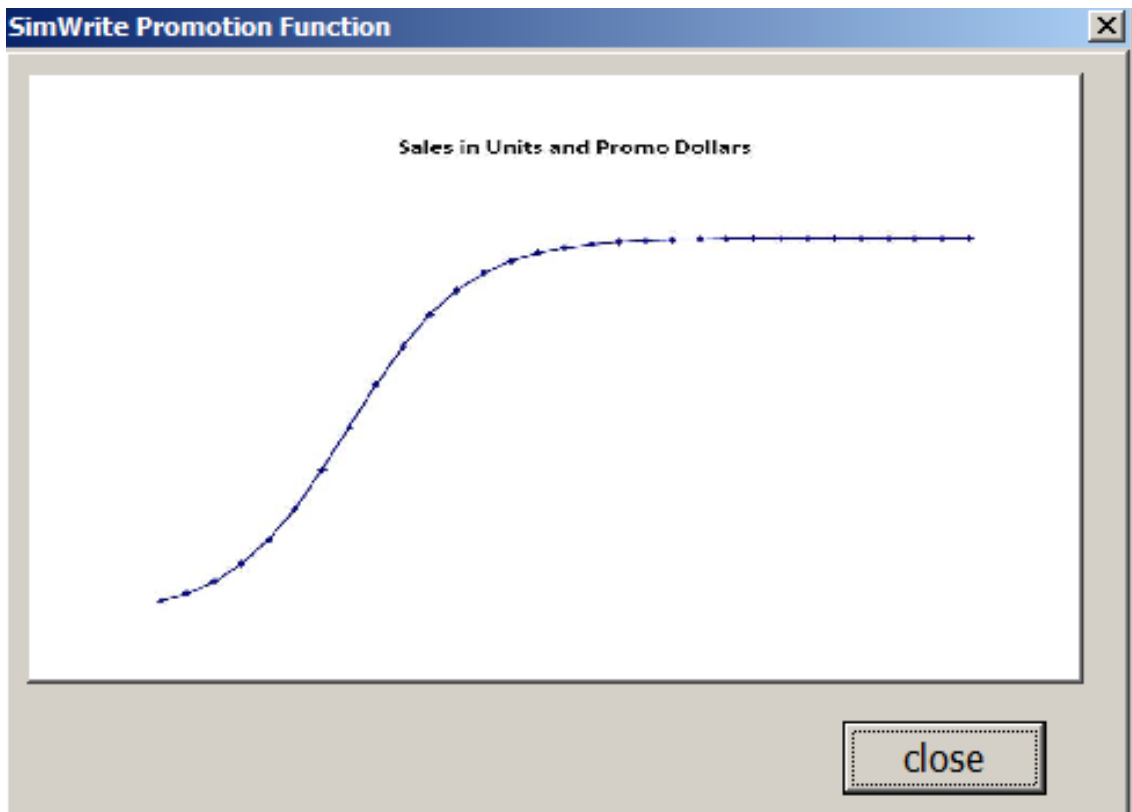 SimWrite Promotion Function
Sales in Units and Promo Dollars
close